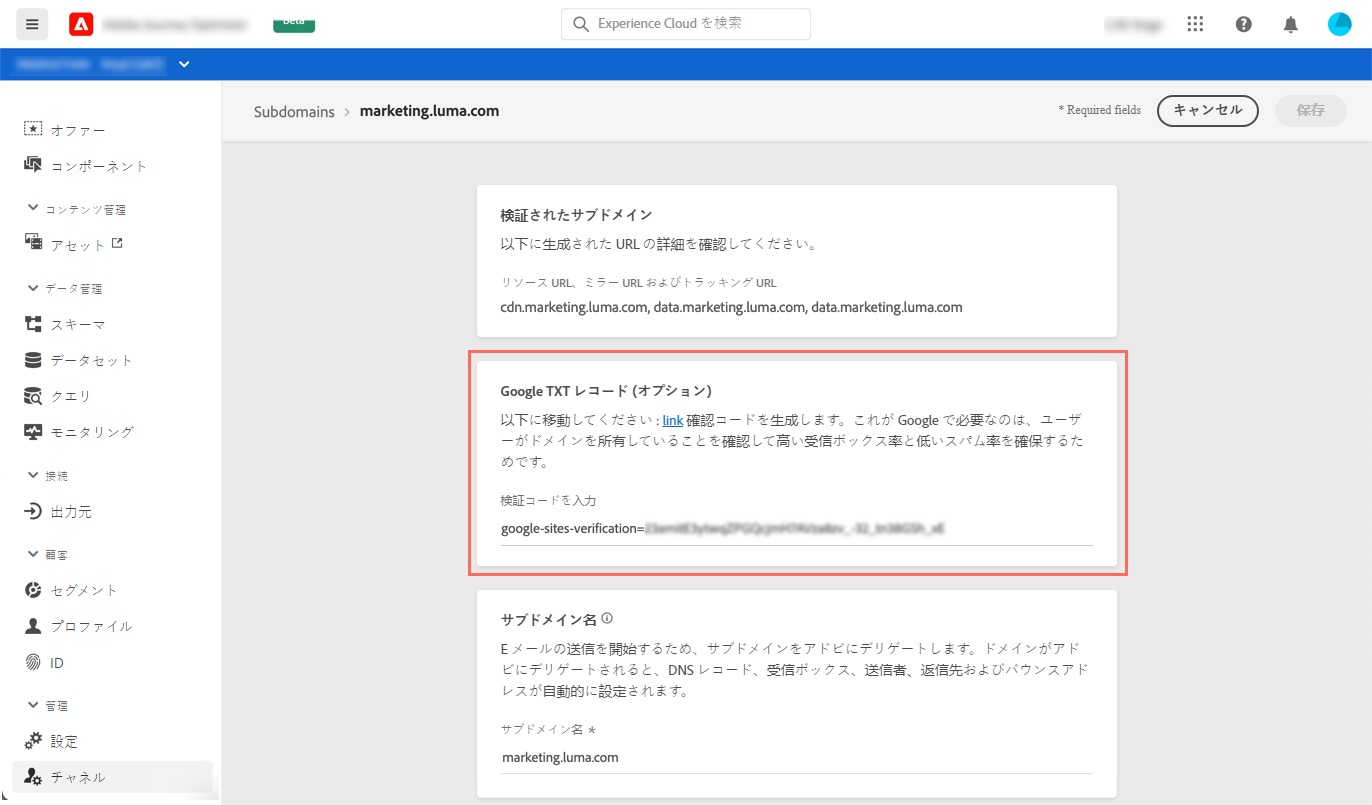 Beta
Experience Cloud を検索
オファー
コンポーネント
コンテンツ管理
アセット
データ管理
スキーマ
データセット
クエリ
モニタリング
接続
出力元
顧客
セグメント
プロファイル
ID
管理
設定
チャネル
Subdomains
marketing.luma.com
* Required fields
キャンセル
保存
検証されたサブドメイン
以下に生成された URL の詳細を確認してください。
リソース URL、ミラー URL およびトラッキング URL
cdn.marketing.luma.com, data.marketing.luma.com, data.marketing.luma.com
Google TXT レコード (オプション)
以下に移動してください : link 確認コードを生成します。これが Google で必要なのは、ユーザ
ーがドメインを所有していることを確認して高い受信ボックス率と低いスパム率を確保するた
めです。
検証コードを入力
google-sites-verification=
サブドメイン名
E メールの送信を開始するため、サブドメインをアドビにデリゲートします。ドメインがアド
ビにデリゲートされると、DNS レコード、受信ボックス、送信者、返信先およびバウンスアド
レスが自動的に設定されます。
サブドメイン名 *
marketing.luma.com